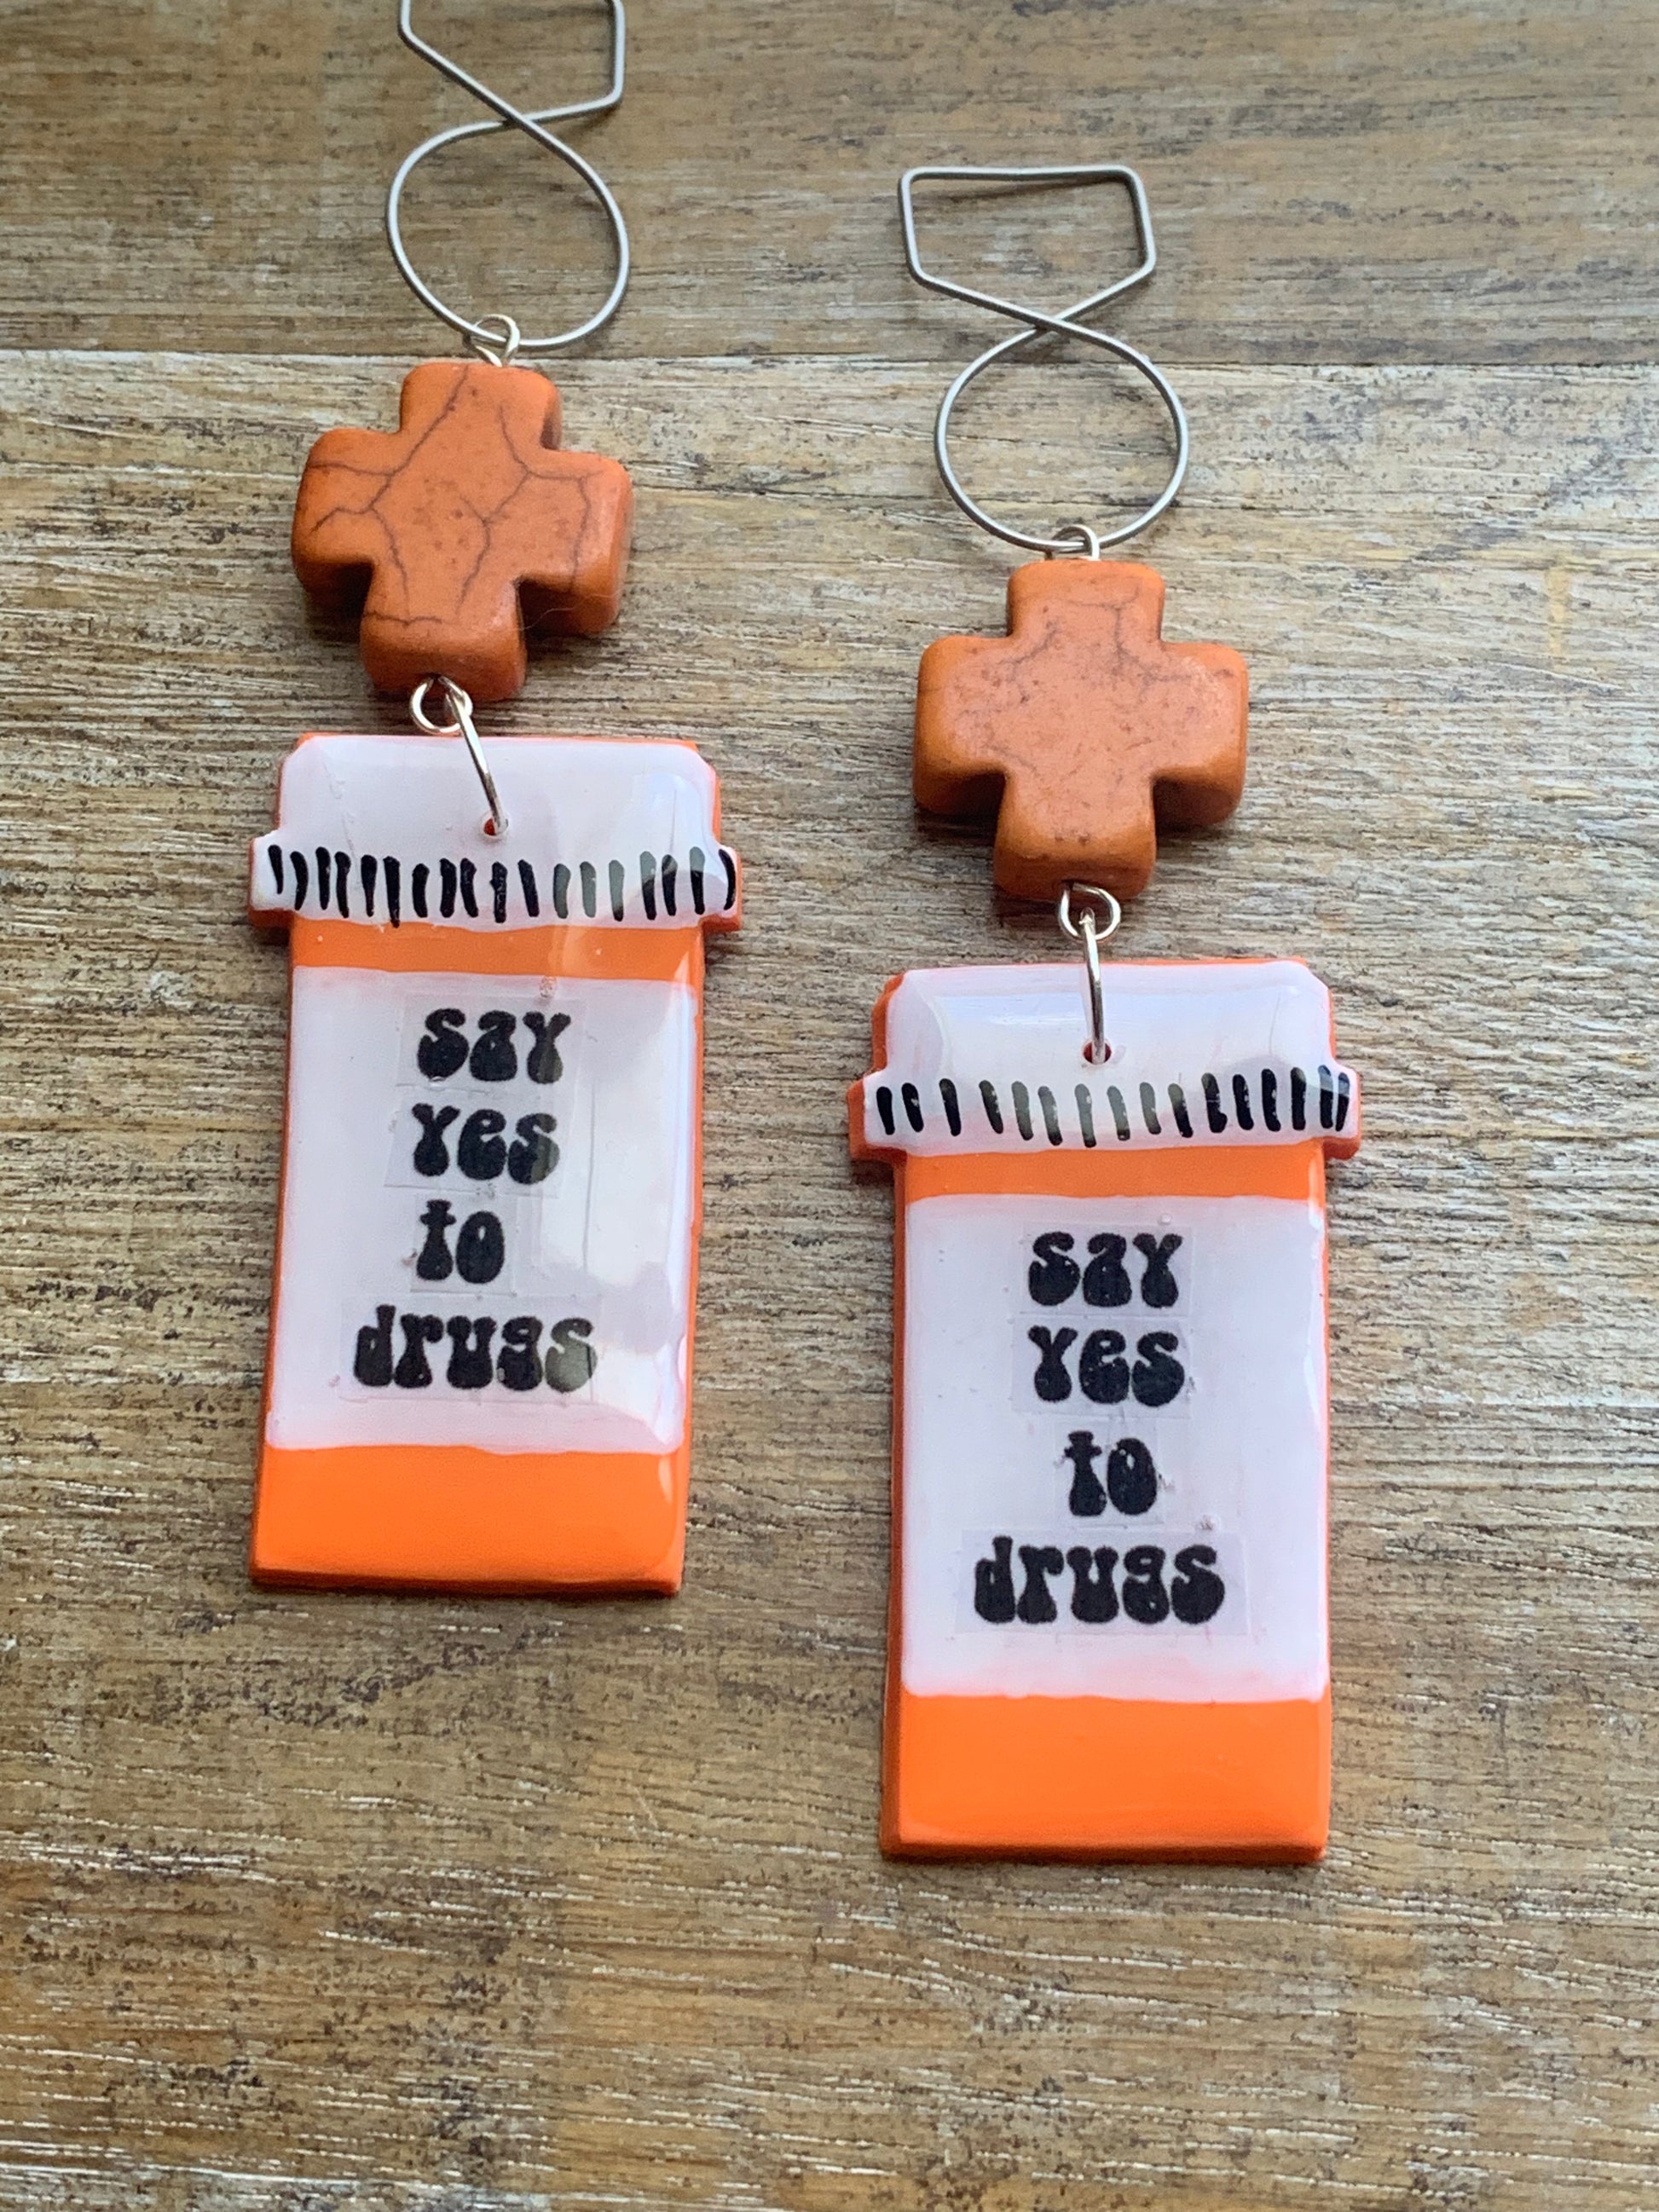 say
yes
to
drugs
say
yes
to
drugs